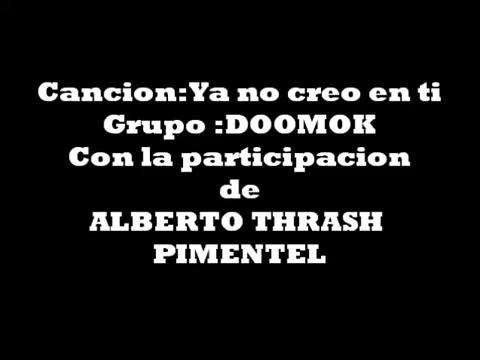 Cancion:Ya no creo en ti
Grupo :DOOMOK
Con la participacion
de
ALBERTO THRASH
PIMENTEL